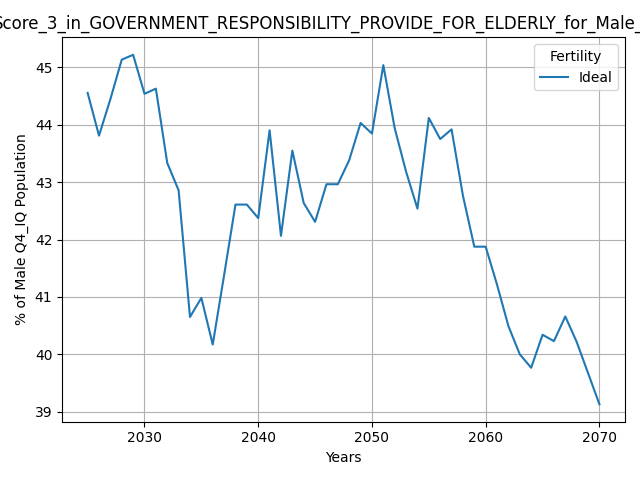 Score_3_in_GOVERNMENT_RESPONSIBILITY_PROVIDE_FOR_ELDERLY_for_Male_
Fertility
Ideal
45
44
43
42
41
40
39
% of Male Q4_IQ Population
2030 2040 2050 2060 2070
Years